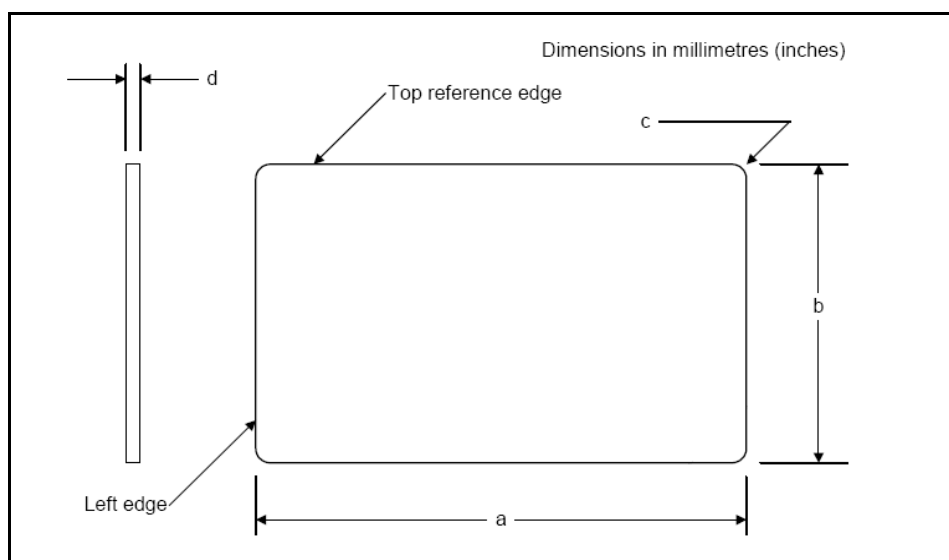 Dimensions in millimetres (inches)
d
Top reference edge
c
b
Left edge
a